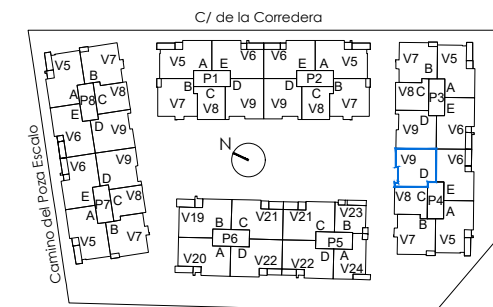 C/ de la Corredera
Camino del Poza Escalo
N
V5 A E V6 V6 E A V5
P1 P2
B C D D C B
V7 V8 V9 V9 V8 V7
V5 V7
B
A P8 C V8
E D
V6 V9
V6 V9
D
E P7 C V8
A B
V5 V7
V7 V5
B A
V8 C P3
D E
V9 V6
V9 V6
D E
V8 C P4
B A
V7 V5
V19 V21 V21 V23
B C C B
P6 P5
A D D A
V20 V22 V22 V24